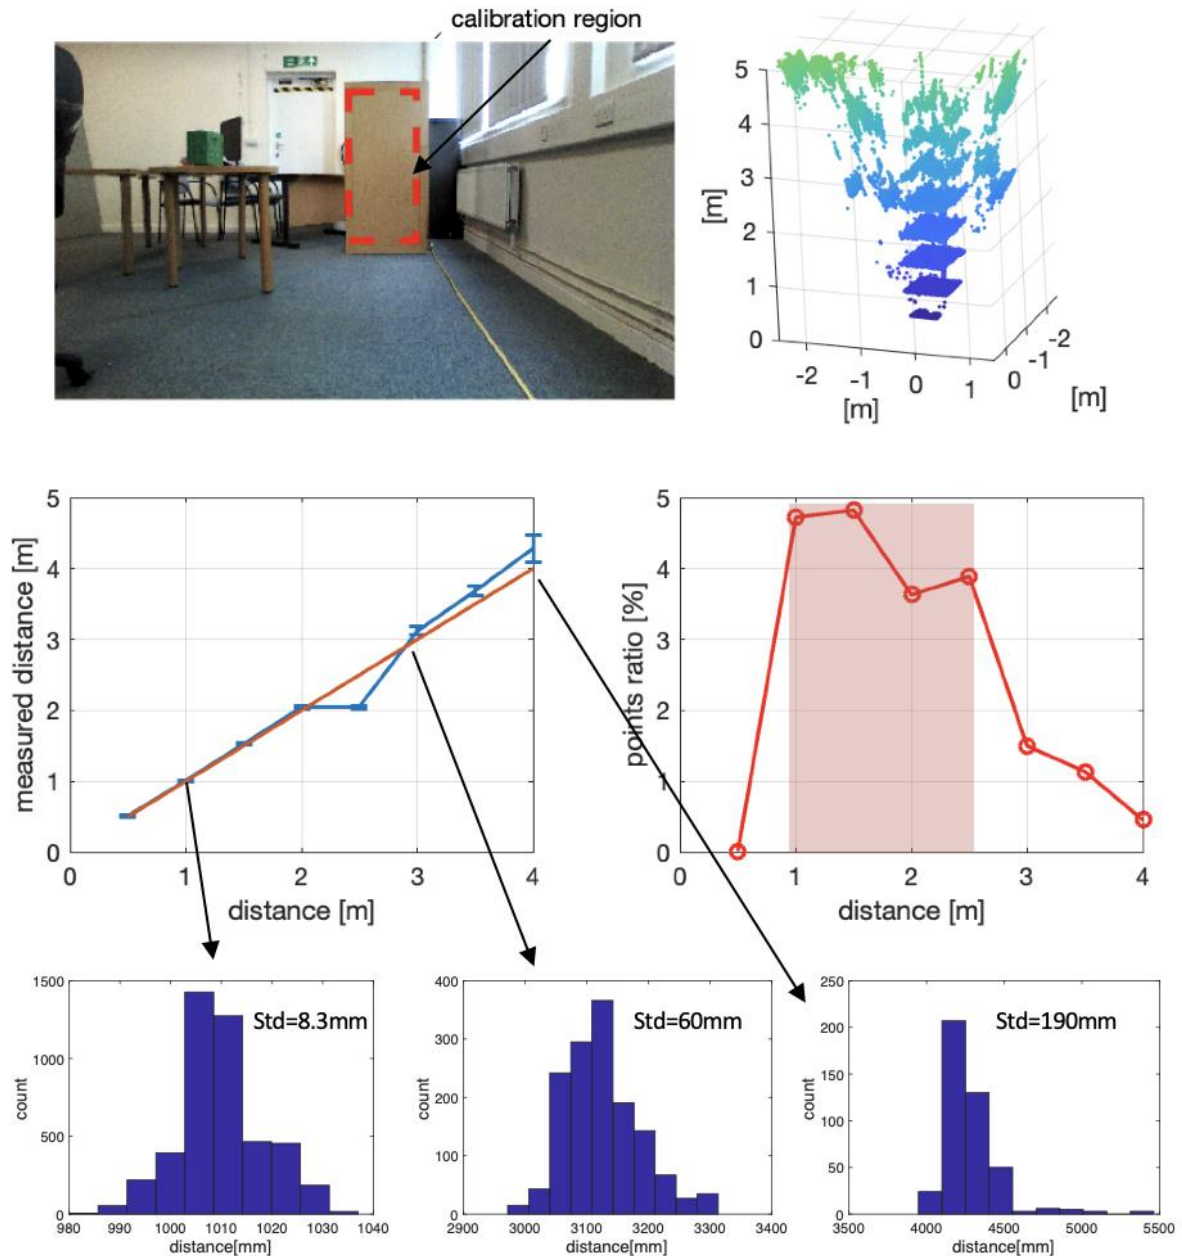 calibration region
5
4
3
2
1
0
[m]
-2 -1 0 1
[m]
0 -1 -2
[m]
5
4
3
2
1
0
measured distance [m]
0 1 2 3 4
distance [m]
5
4
3
2
1
0
points ratio [%]
0 1 2 3 4
distance [m]
1500
1000
500
0
count
Std=8.3mm
980 990 1000 1010 1020 1030 1040
distance[mm]
400
300
200
100
0
count
Std=60mm
2900 3000 3100 3200 3300 3400
distance[mm]
250
200
150
100
50
0
count
Std=190mm
3500 4000 4500 5000 5500
distance[mm]